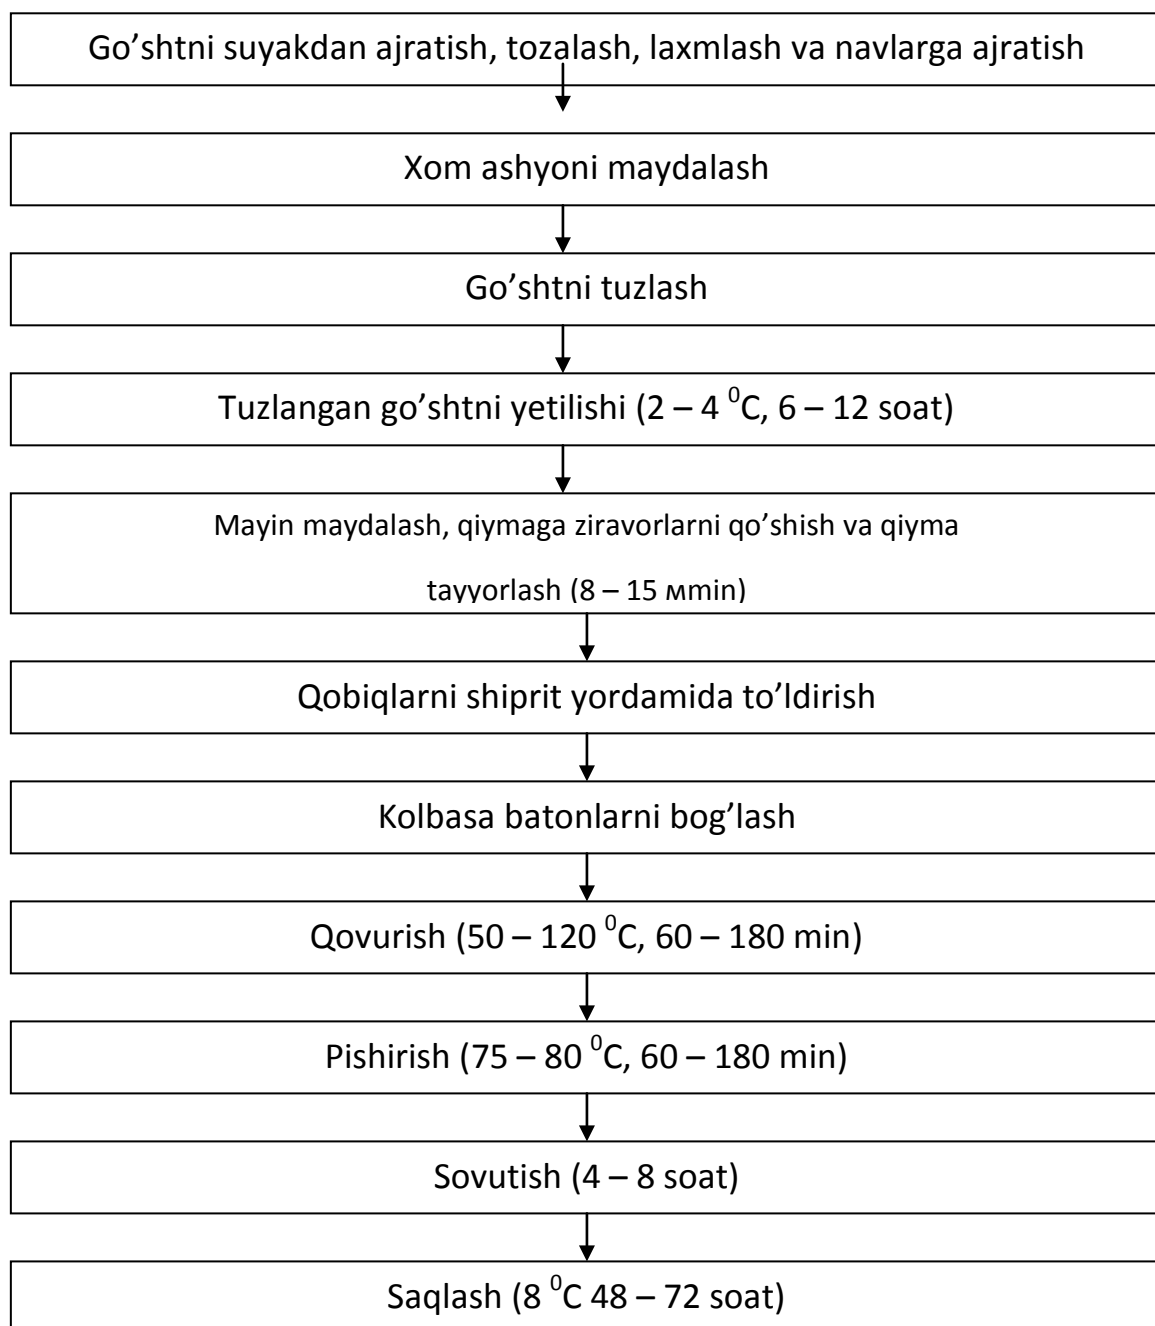 Go’shtni suyakdan ajratish, tozalash, laxmlash va navlarga ajratish
Xom ashyoni maydalash
Go’shtni tuzlash
Tuzlangan go’shtni yetilishi (2 – 4 ⁰C, 6 – 12 soat)
Mayin maydalash, qiymaga ziravorlarni qo’shish va qiyma
tayyorlash (8 – 15 мmin)
Qobiqlarni shiprit yordamida to’ldirish
Kolbasa batonlarni bog’lash
Qovurish (50 – 120 ⁰C, 60 – 180 min)
Pishirish (75 – 80 ⁰C, 60 – 180 min)
Sovutish (4 – 8 soat)
Saqlash (8 ⁰C 48 – 72 soat)